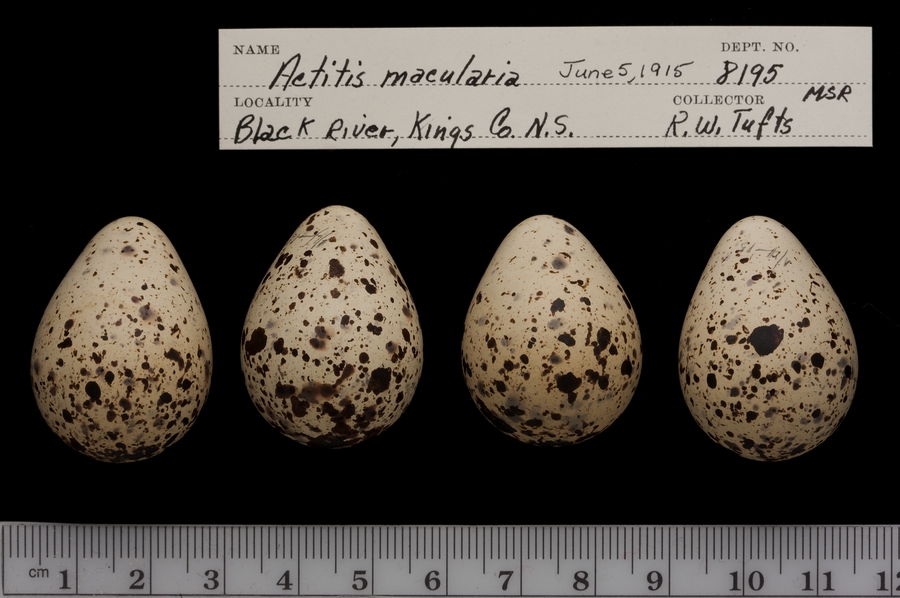 NAME DEPT. NO.
Actitis macularia June 5, 1915 8195
LOCALITY COLLECTOR MSR
Black River, Kings Co. N.S. R.W. Tufts
cm 1 2 3 4 5 6 7 8 9 10 11 12